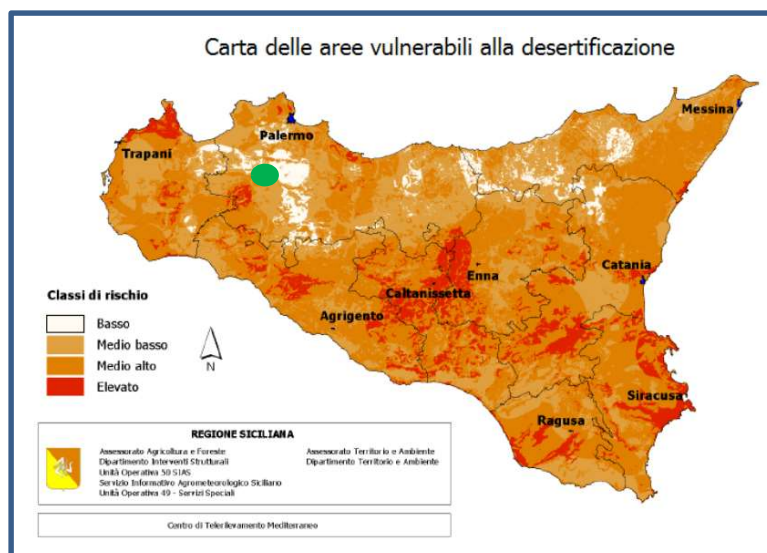 Carta delle aree vulnerabili alla desertificazione
Messina
Palermo
Trapani
Enna
Catania
Caltanissetta
Agrigento
Siracusa
Ragusa
Classi di rischio
Basso
Medio basso
Medio alto
Elevato
N
REGIONE SICILIANA
Assessorato Agricoltura e Foreste
Dipartimento Interventi Strutturali
Unità Operativa 50 SIAS
Servizio Informativo Agrometeorologico Siciliano
Unità Operativa 49 - Servizi Speciali
Assessorato Territorio e Ambiente
Dipartimento Territorio e Ambiente
Centro di Telerilevamento Mediterraneo